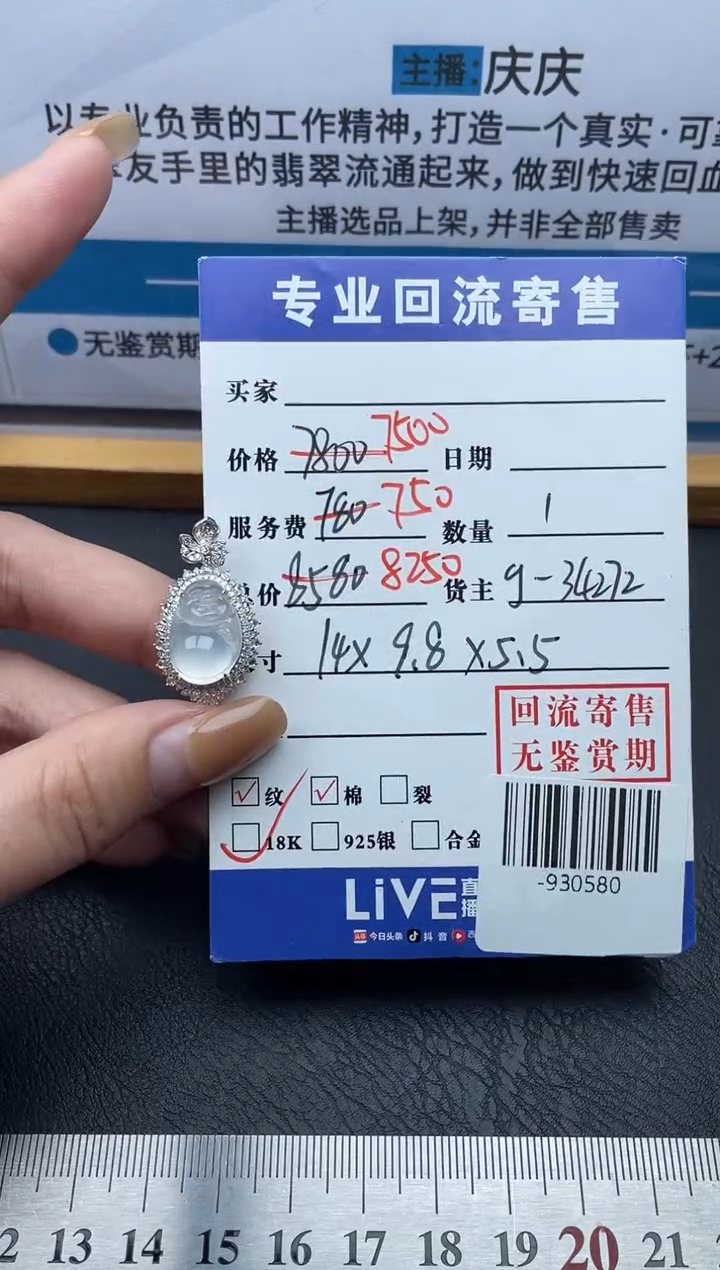 主播:庆庆
以专业负责的工作精神,打造一个真实·可
友手里的翡翠流通起来,做到快速回血
主播选品上架,并非全部售卖
无鉴赏期
专业回流寄售
买家
价格 7800 7500 日期
服务费 780 750 数量 1
总价 8580 8250 货主 g-34272
寸 14x 9.8 x5.5
回流寄售
无鉴赏期
纹 棉 裂
18K 925银 合金
-930580
LiVE 直播
今日头条 抖音
13 14 15 16 17 18 19 20 21